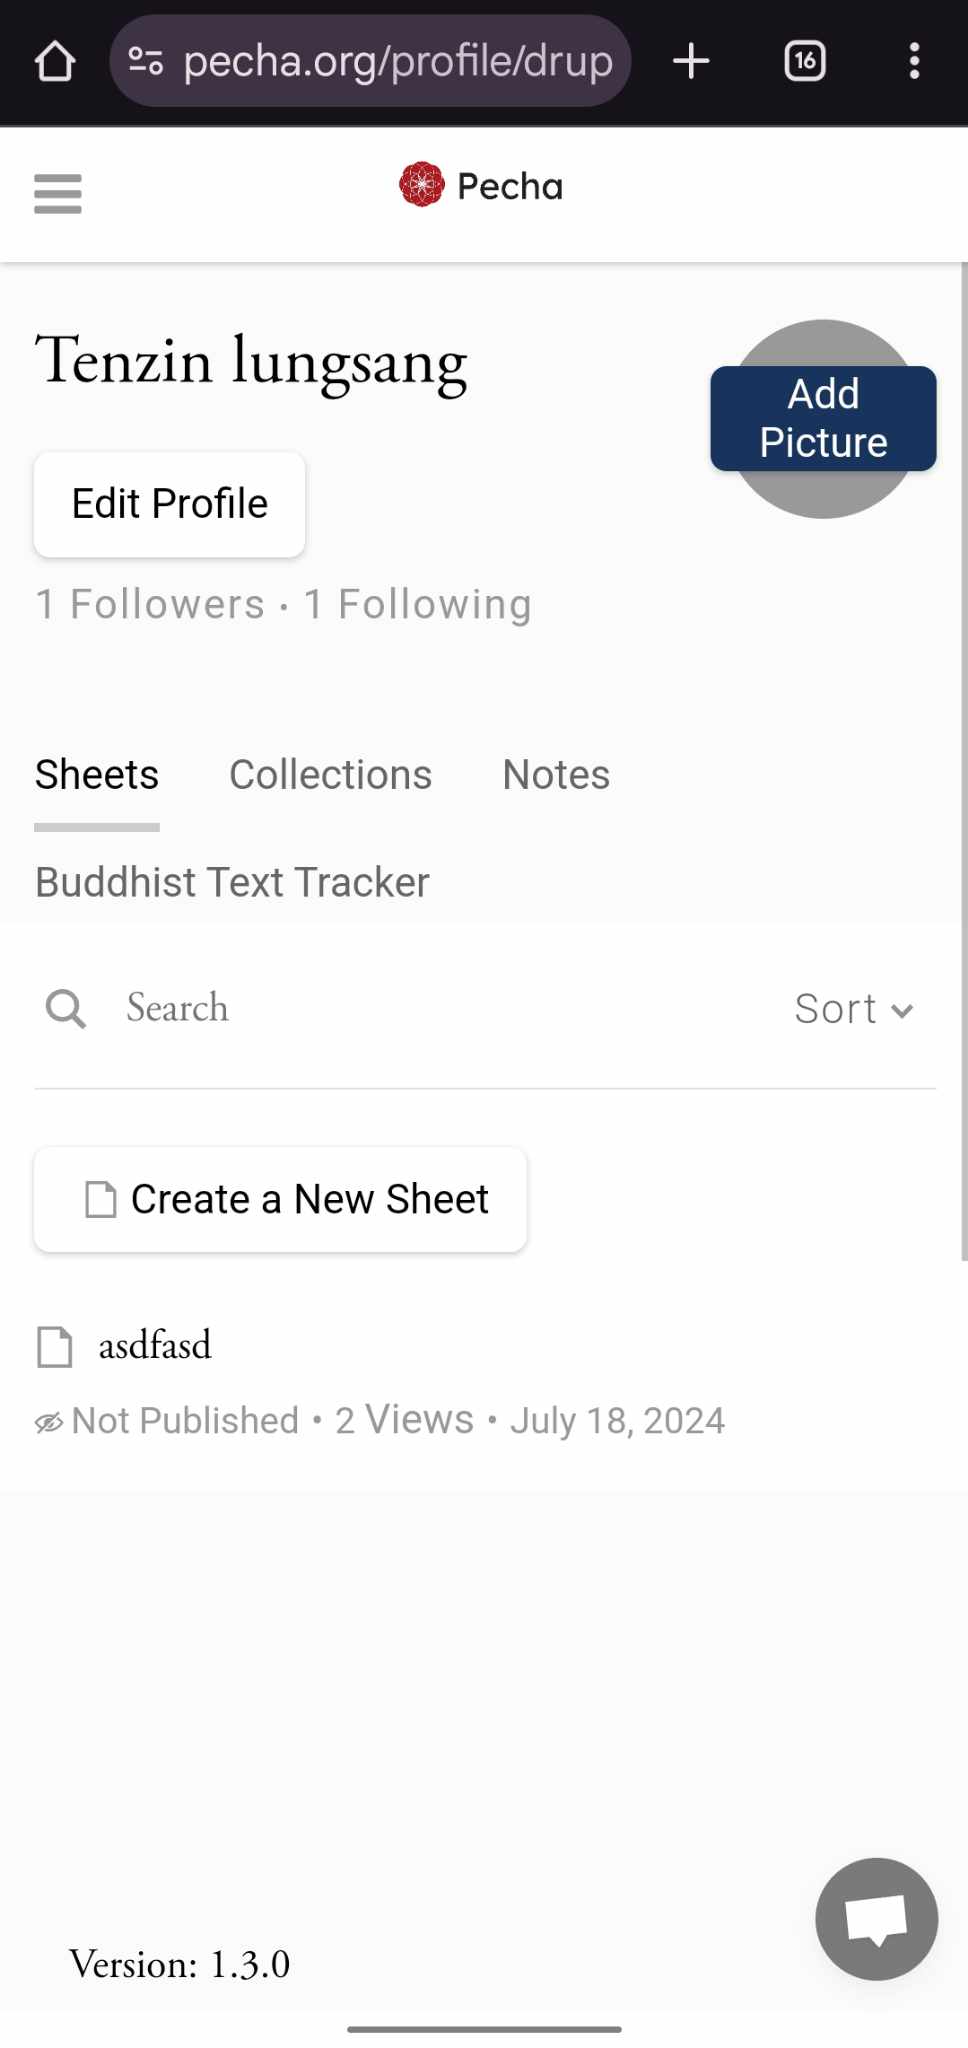 pecha.org/profile/drup
16
Pecha
Tenzin lungsang
Add
Picture
Edit Profile
1 Followers · 1 Following
Sheets Collections Notes
Buddhist Text Tracker
Search Sort
Create a New Sheet
asdfasd
Not Published • 2 Views • July 18, 2024
Version: 1.3.0